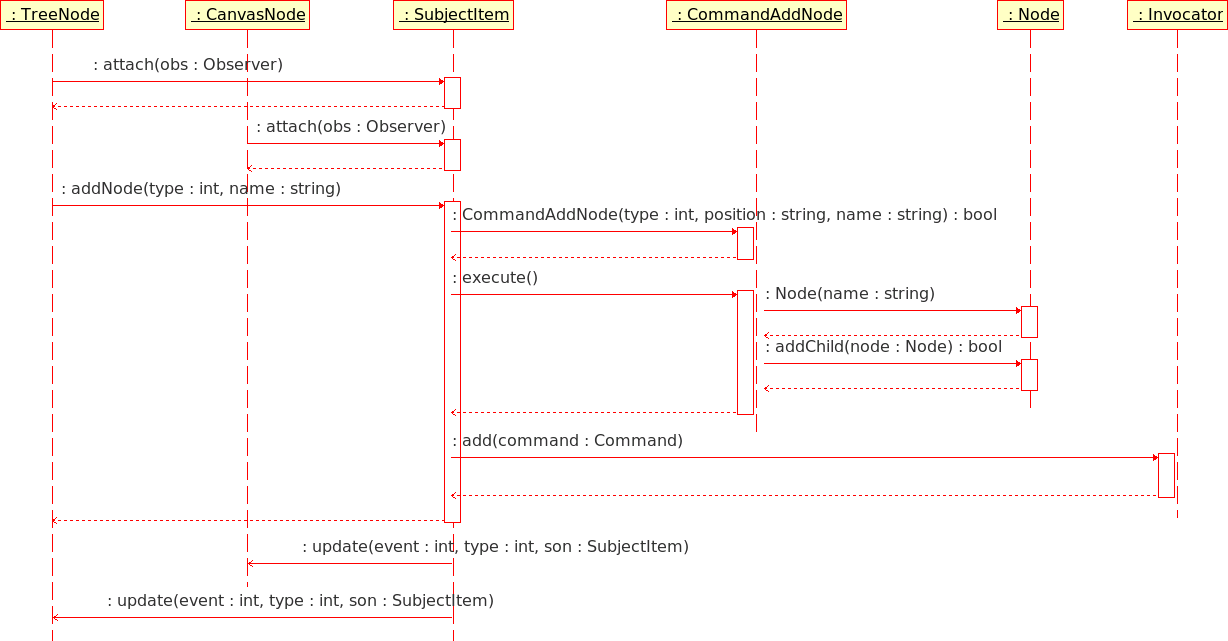 : TreeNode
: CanvasNode
: SubjectItem
: CommandAddNode
: Node
: Invocator
: attach(obs : Observer)
: attach(obs : Observer)
: addNode(type : int, name : string)
: CommandAddNode(type : int, position : string, name : string) : bool
: execute()
: Node(name : string)
: addChild(node : Node) : bool
: add(command : Command)
: update(event : int, type : int, son : SubjectItem)
: update(event : int, type : int, son : SubjectItem)